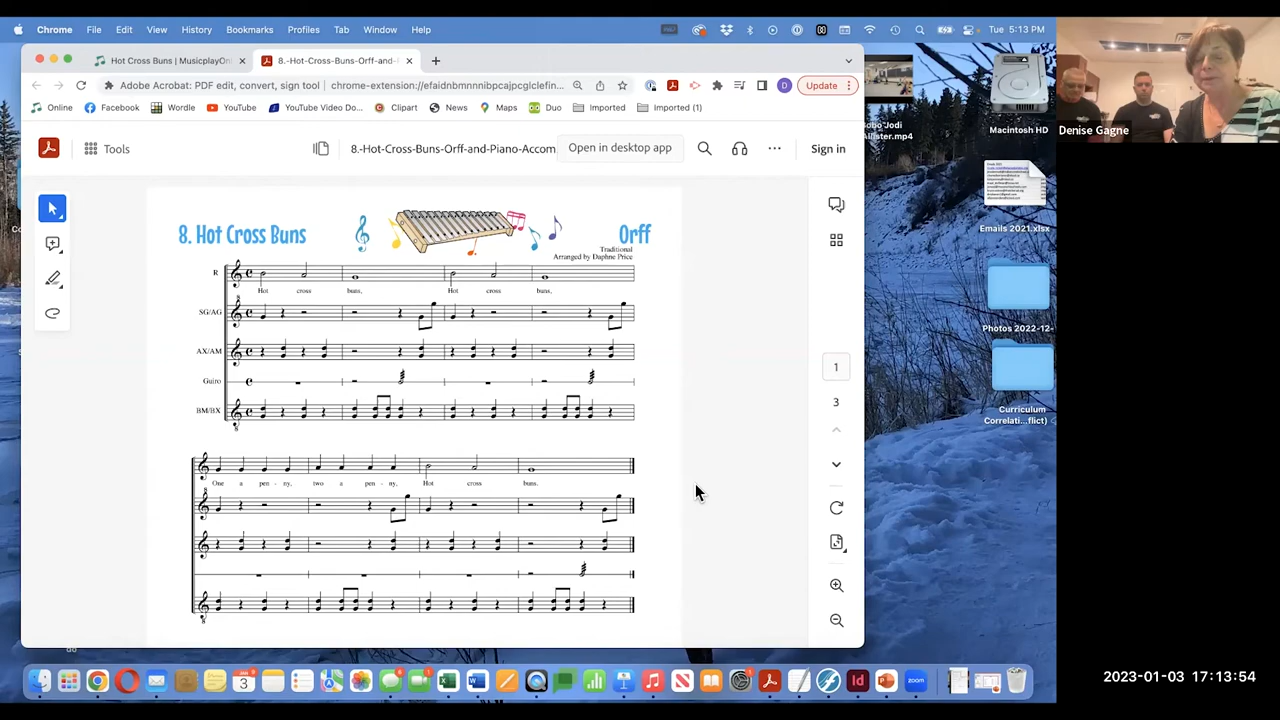 Chrome File Edit View History Bookmarks Profiles Tab Window Help
Tue 5:13 PM
Hot Cross Buns | MusicplayOn
8.-Hot-Cross-Buns-Orff-and-
Adobe Acrobat: PDF edit, convert, sign tool
Update
Online Facebook Wordle YouTube YouTube Video Do... Clipart News Maps Duo Imported Imported (1)
Tools
8.-Hot-Cross-Buns-Orff-and-Piano-Accom.
Open in desktop app
Sign in
8. Hot Cross Buns
Orff
Traditional
Arranged by Daphne Price
R
Hot cross buns, Hot cross buns,
SG/AG
AX/AM
Guiro
BM/BX
One a pen - ny, two a pen - ny, Hot cross buns.
1
3
Macintosh HD
Emails 2021.xlsx
Photos 2022-12-
Curriculum
Correlati...flict)
Denise Gagne
JAN
3
2023-01-03 17:13:54